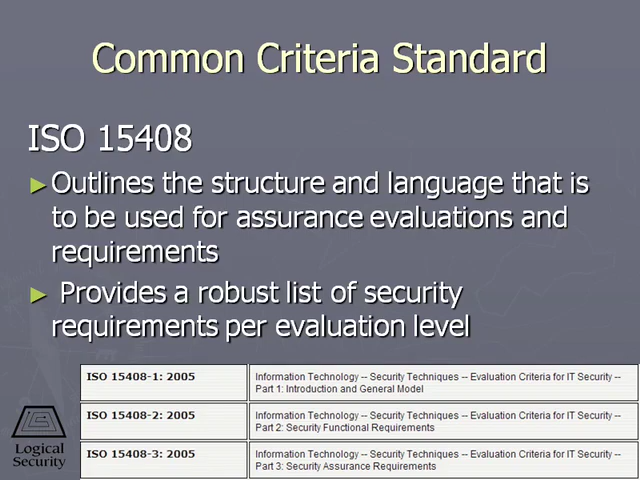 Common Criteria Standard
ISO 15408
►Outlines the structure and language that is
to be used for assurance evaluations and
requirements
► Provides a robust list of security
requirements per evaluation level
ISO 15408-1: 2005
Information Technology -- Security Techniques -- Evaluation Criteria for IT Security --
Part 1: Introduction and General Model
ISO 15408-2: 2005
Information Technology -- Security Techniques -- Evaluation Criteria for IT Security --
Part 2: Security Functional Requirements
ISO 15408-3: 2005
Information Technology -- Security Techniques -- Evaluation Criteria for IT Security --
Part 3: Security Assurance Requirements
Logical
Security